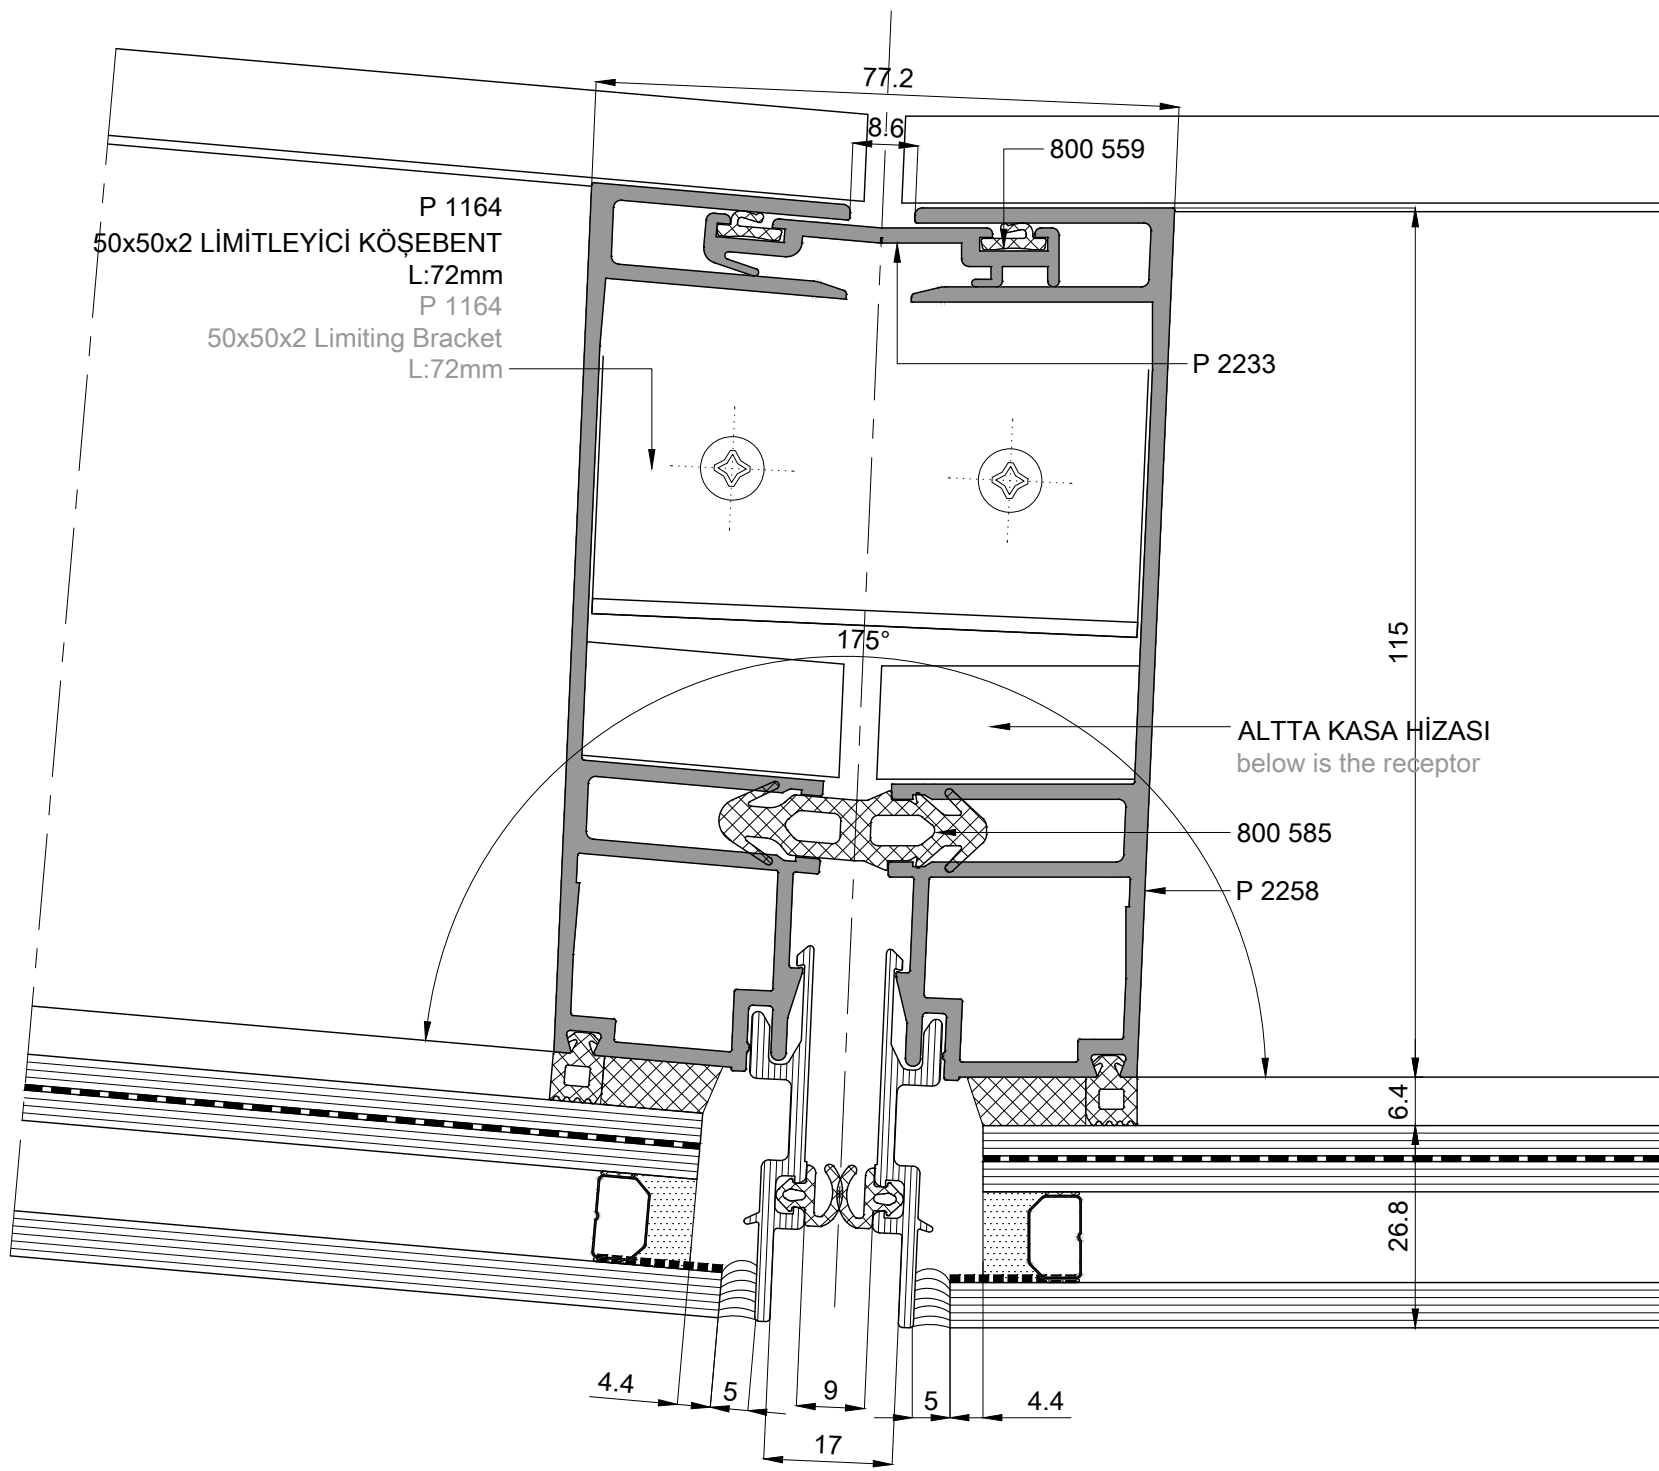 77.2
8.6
800 559
P 1164
50x50x2 LİMİTLEYİCİ KÖŞEBENT
L:72mm
P 1164
50x50x2 Limiting Bracket
L:72mm
P 2233
175°
115
ALTTA KASA HİZASI
below is the receptor
800 585
P 2258
6.4
26.8
4.4
5
9
5
4.4
17